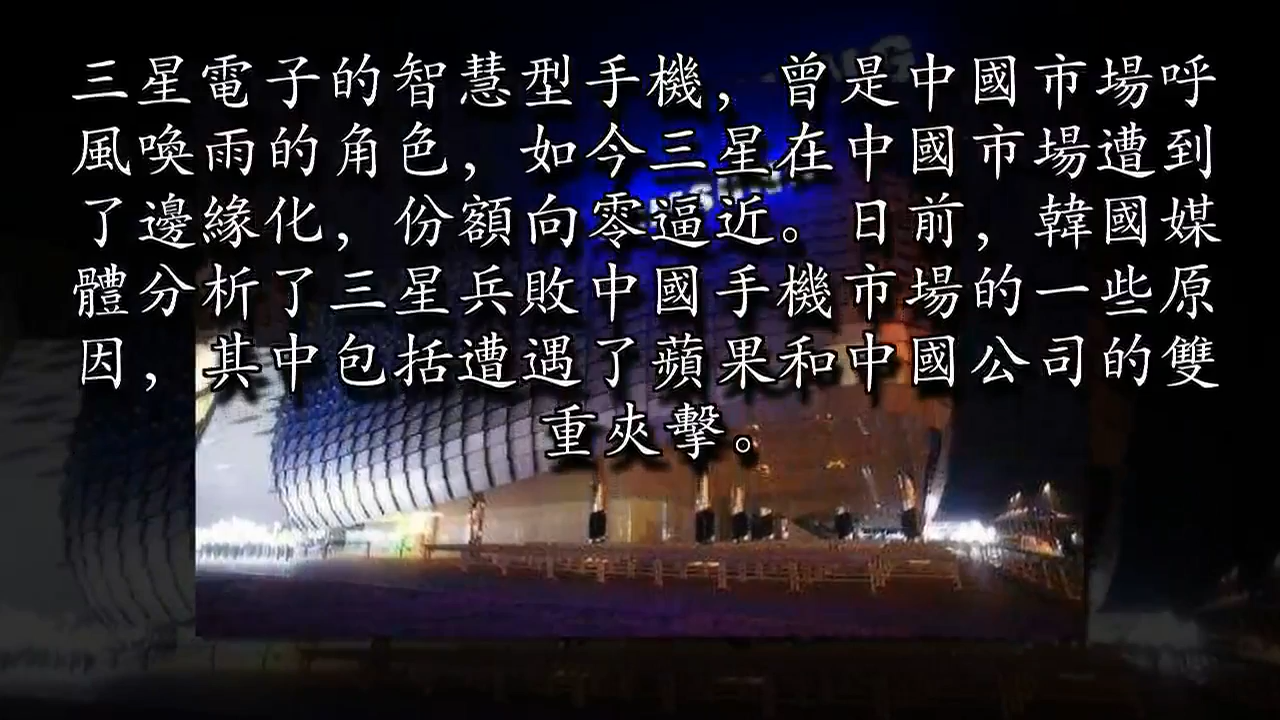 三星電子的智慧型手機，曾是中國市場呼
風喚雨的角色，如今三星在中國市場遭到
了邊緣化，份額向零逼近。日前，韓國媒
體分析了三星兵敗中國手機市場的一些原
因，其中包括遭遇了蘋果和中國公司的雙
重夾擊。